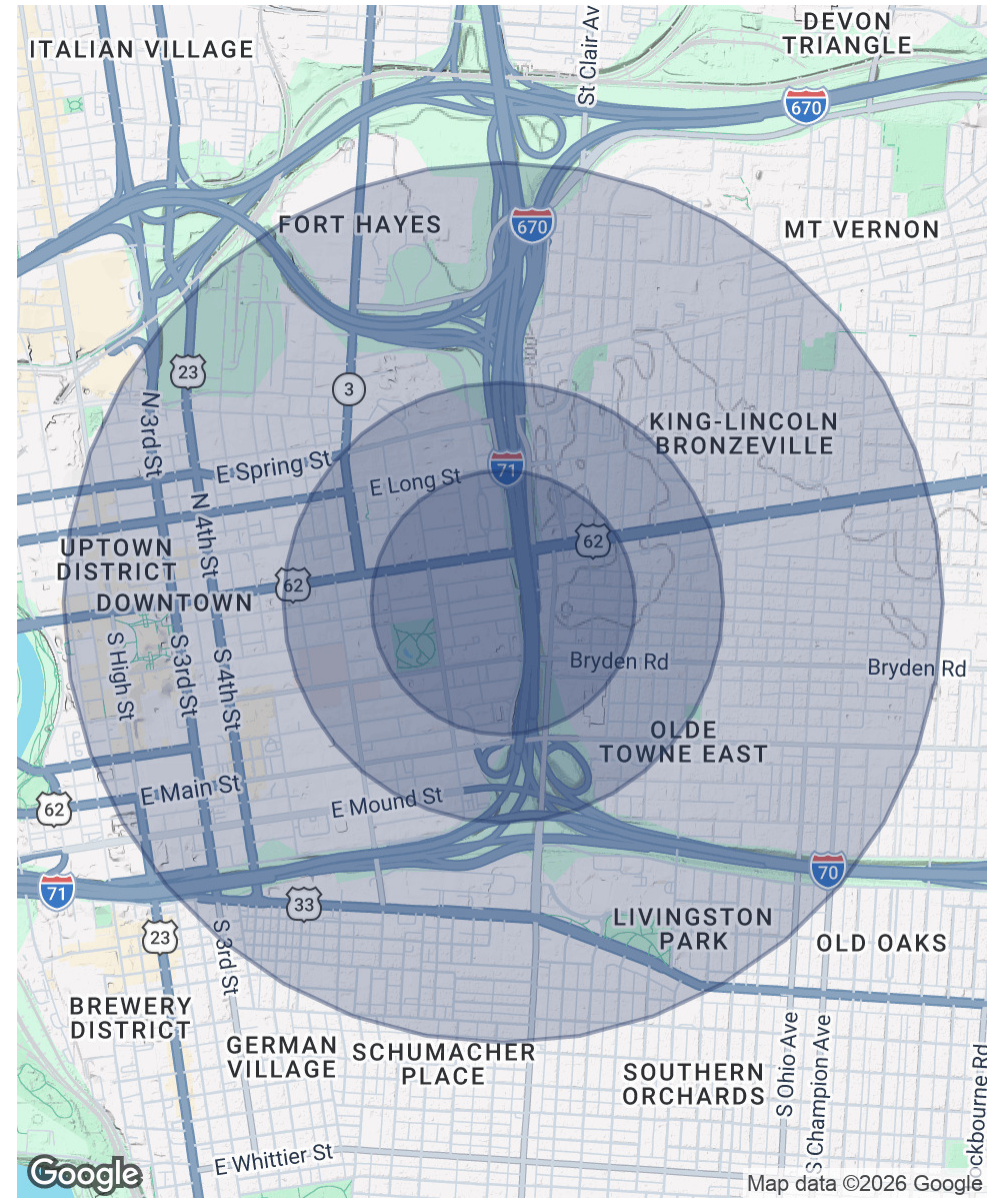 DEVON
TRIANGLE
ITALIAN VILLAGE
St Clair Av
670
FORT HAYES
670
MT VERNON
23
3
N 3rd St
KING-LINCOLN
BRONZEVILLE
E Spring St
71
E Long St
N 4th St
62
UPTOWN
DISTRICT
62
DOWNTOWN
S High St
S 3rd St
S 4th St
Bryden Rd
Bryden Rd
OLDE
TOWNE EAST
E Main St
E Mound St
62
70
71
33
LIVINGSTON
PARK
23
S 3rd St
OLD OAKS
BREWERY
DISTRICT
GERMAN
VILLAGE
SCHUMACHER
PLACE
SOUTHERN
ORCHARDS
S Ohio Ave
S Champion Ave
ockbourne Rd
E Whittier St
Google
Map data ©2026 Google